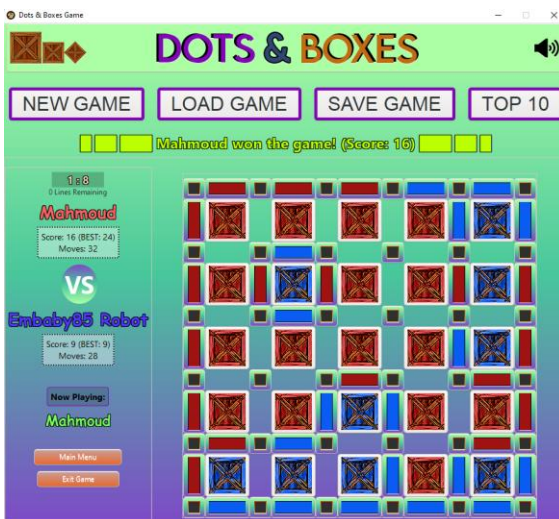 Dots & Boxes Game
DOTS & BOXES
NEW GAME
LOAD GAME
SAVE GAME
TOP 10
Mahmoud won the game! (Score: 16)
1 : 8
0 Lines Remaining
Mahmoud
Score: 16 (BEST: 24)
Moves: 32
VS
Embaby85 Robot
Score: 9 (BEST: 9)
Moves: 28
Now Playing:
Mahmoud
Main Menu
Exit Game